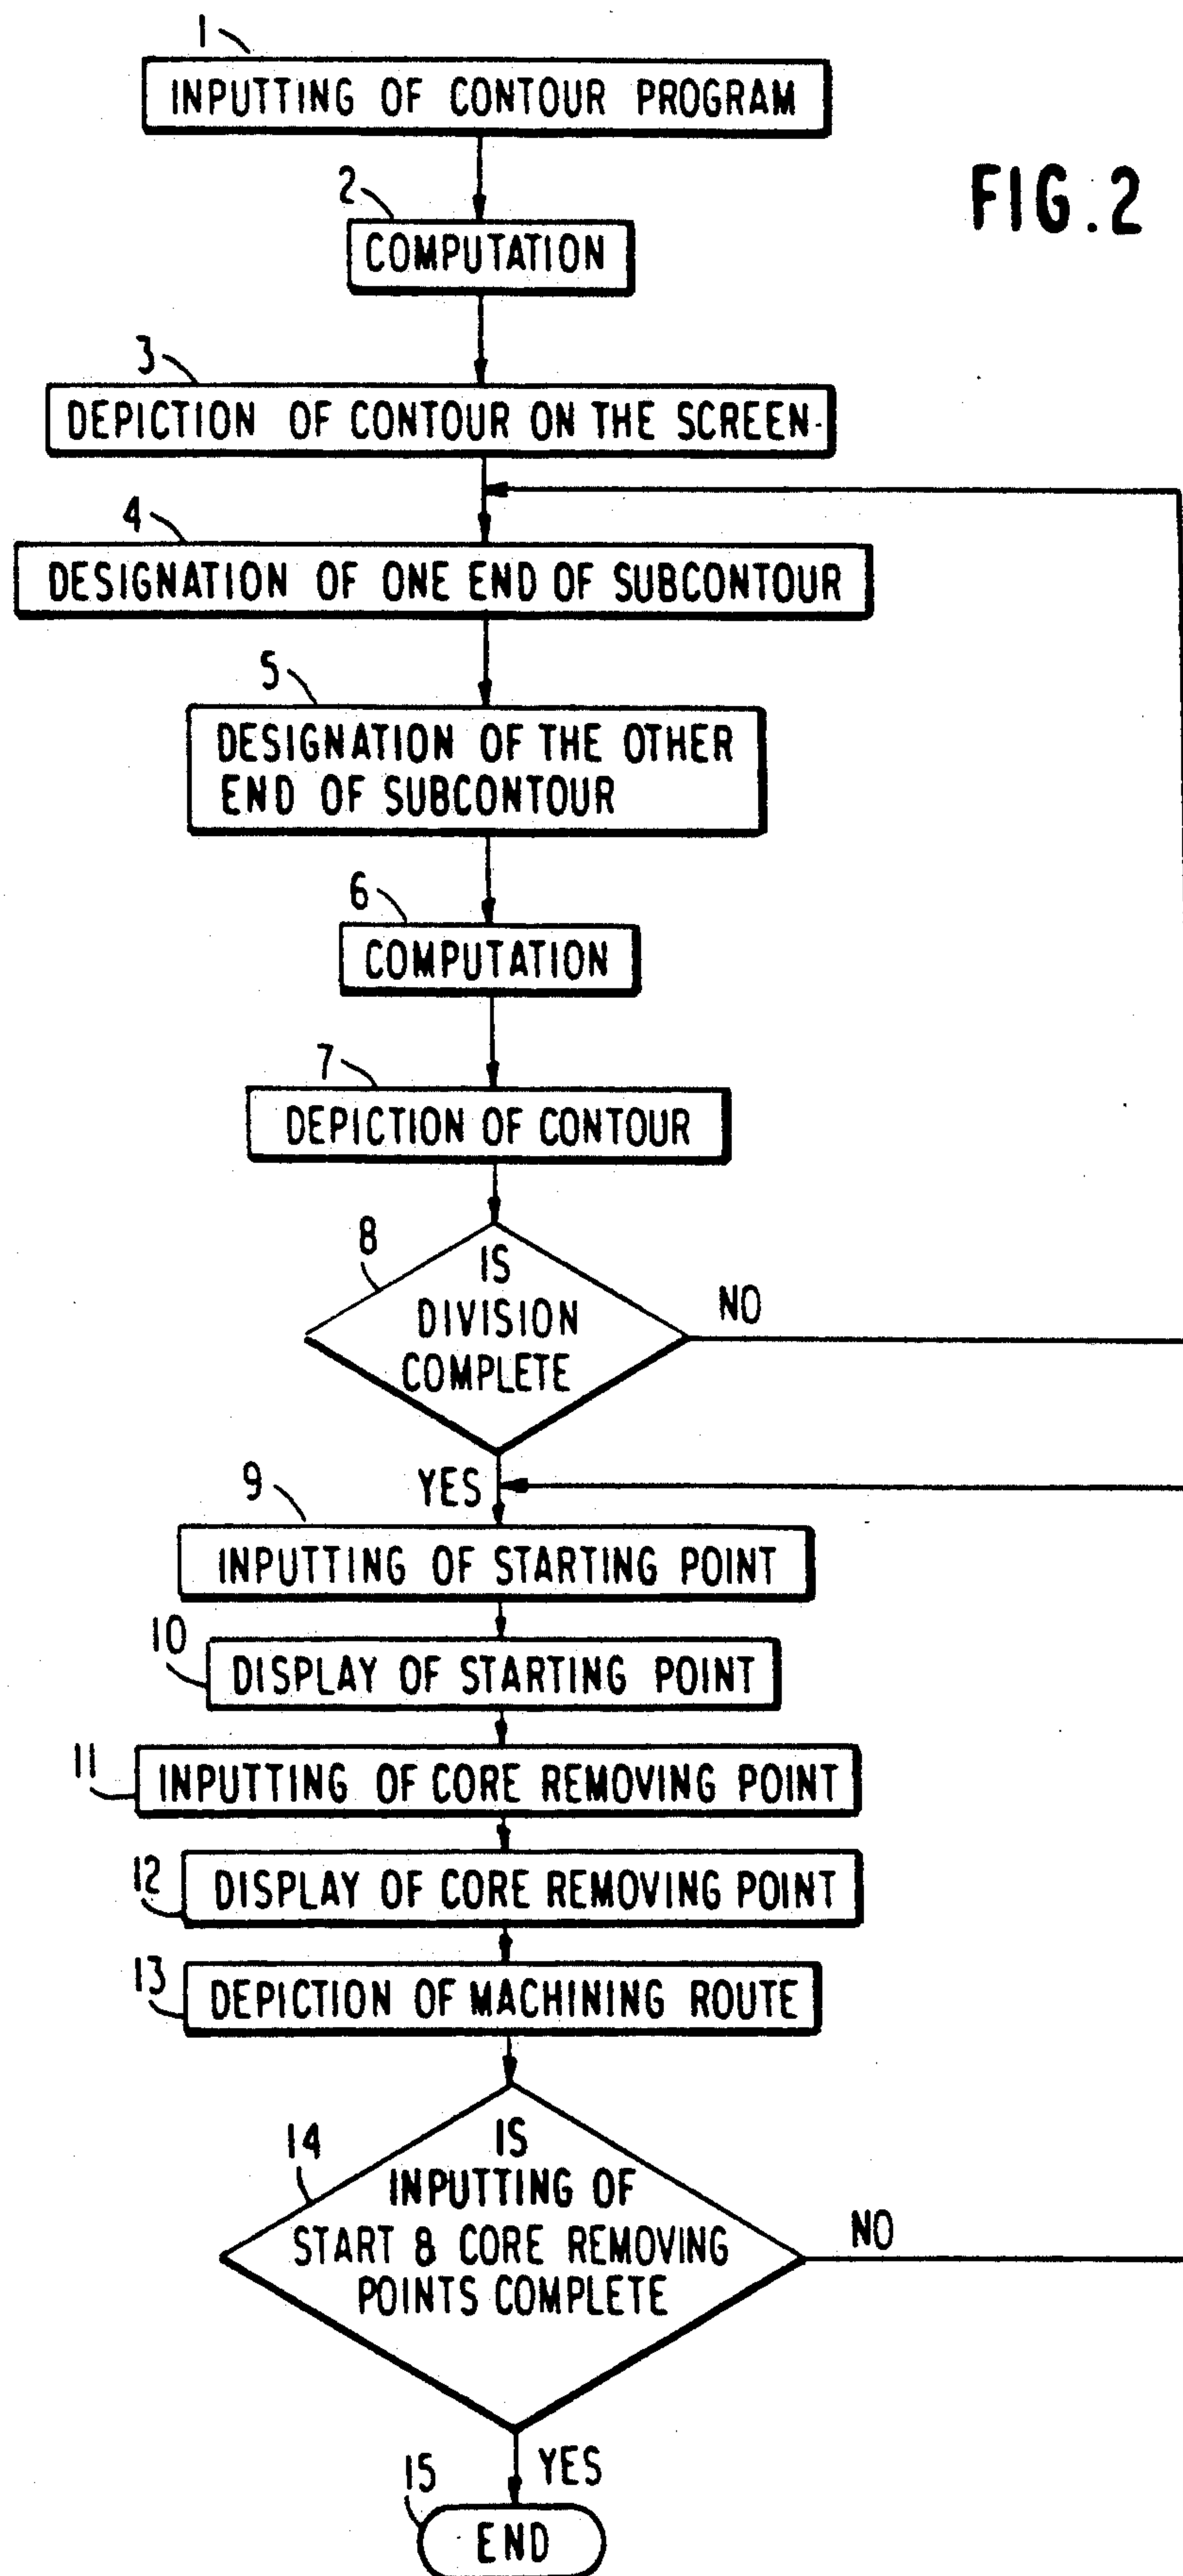 1
INPUTTING OF CONTOUR PROGRAM
FIG.2
2
COMPUTATION
3
DEPICTION OF CONTOUR ON THE SCREEN
4
DESIGNATION OF ONE END OF SUBCONTOUR
5
DESIGNATION OF THE OTHER
END OF SUBCONTOUR
6
COMPUTATION
7
DEPICTION OF CONTOUR
8
IS
DIVISION
COMPLETE
NO
YES
9
INPUTTING OF STARTING POINT
10
DISPLAY OF STARTING POINT
11
INPUTTING OF CORE REMOVING POINT
12
DISPLAY OF CORE REMOVING POINT
13
DEPICTION OF MACHINING ROUTE
14
IS
INPUTTING OF
START & CORE REMOVING
POINTS COMPLETE
NO
YES
15
END